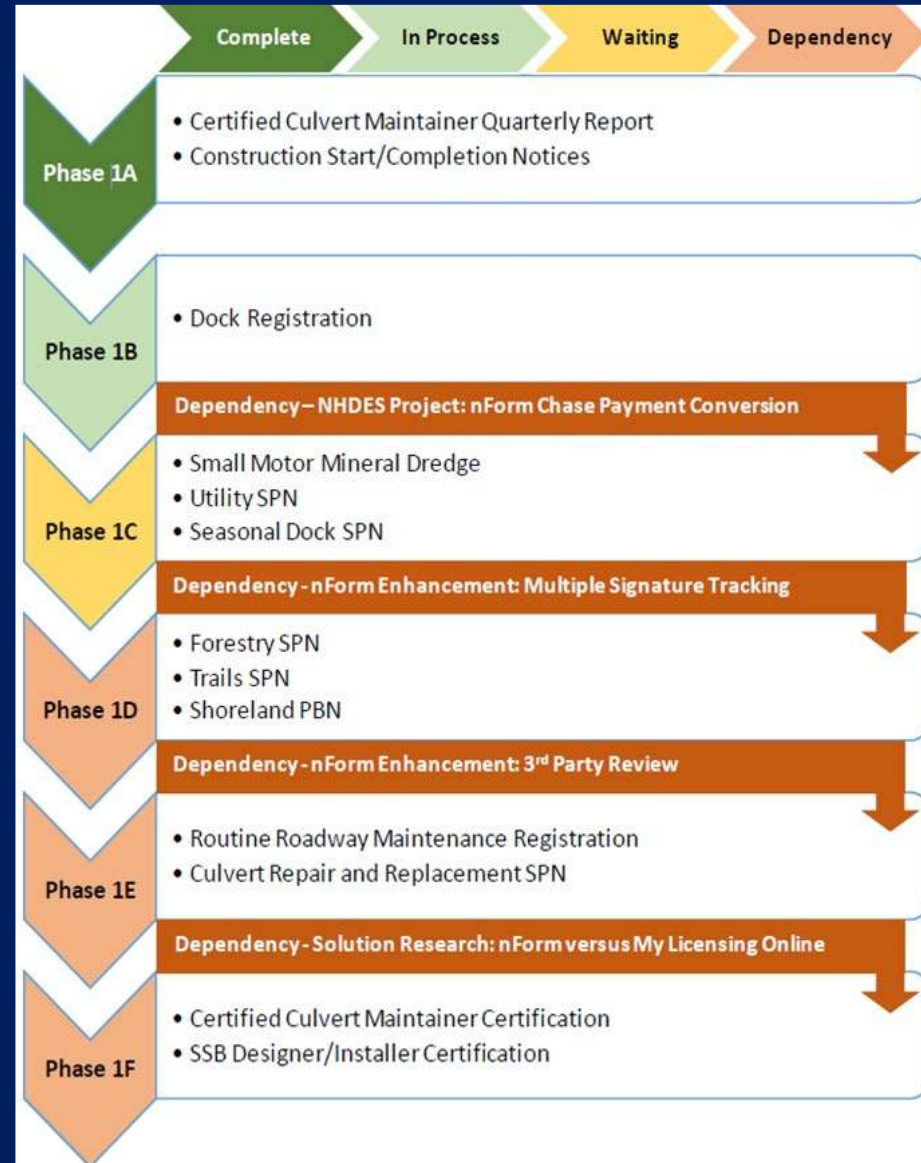 Complete
In Process
Waiting
Dependency
Phase 1A
• Certified Culvert Maintainer Quarterly Report
• Construction Start/Completion Notices
Phase 1B
• Dock Registration
Dependency – NHDES Project: nForm Chase Payment Conversion
Phase 1C
• Small Motor Mineral Dredge
• Utility SPN
• Seasonal Dock SPN
Dependency - nForm Enhancement: Multiple Signature Tracking
Phase 1D
• Forestry SPN
• Trails SPN
• Shoreland PBN
Dependency - nForm Enhancement: 3rd Party Review
Phase 1E
• Routine Roadway Maintenance Registration
• Culvert Repair and Replacement SPN
Dependency - Solution Research: nForm versus My Licensing Online
Phase 1F
• Certified Culvert Maintainer Certification
• SSB Designer/Installer Certification